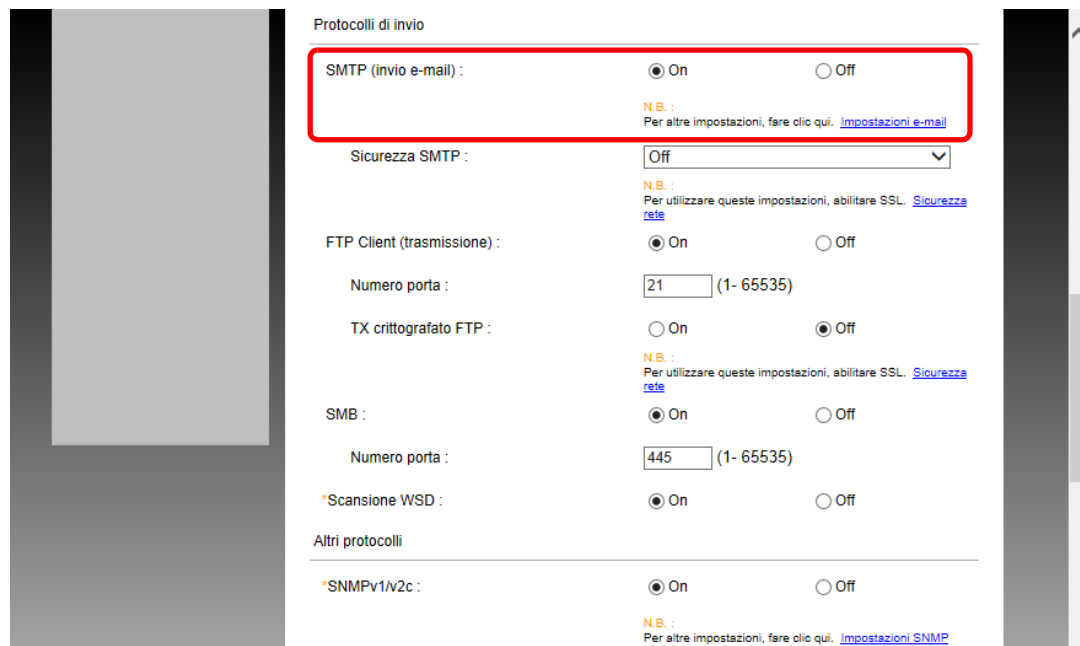 Protocolli di invio
SMTP (invio e-mail) : On Off
N.B. :
Per altre impostazioni, fare clic qui. Impostazioni e-mail
Sicurezza SMTP : Off
N.B. :
Per utilizzare queste impostazioni, abilitare SSL. Sicurezza
rete
FTP Client (trasmissione) : On Off
Numero porta : 21 (1- 65535)
TX crittografato FTP : On Off
N.B. :
Per utilizzare queste impostazioni, abilitare SSL. Sicurezza
rete
SMB : On Off
Numero porta : 445 (1- 65535)
*Scansione WSD : On Off
Altri protocolli
*SNMPv1/v2c : On Off
N.B. :
Per altre impostazioni, fare clic qui. Impostazioni SNMP